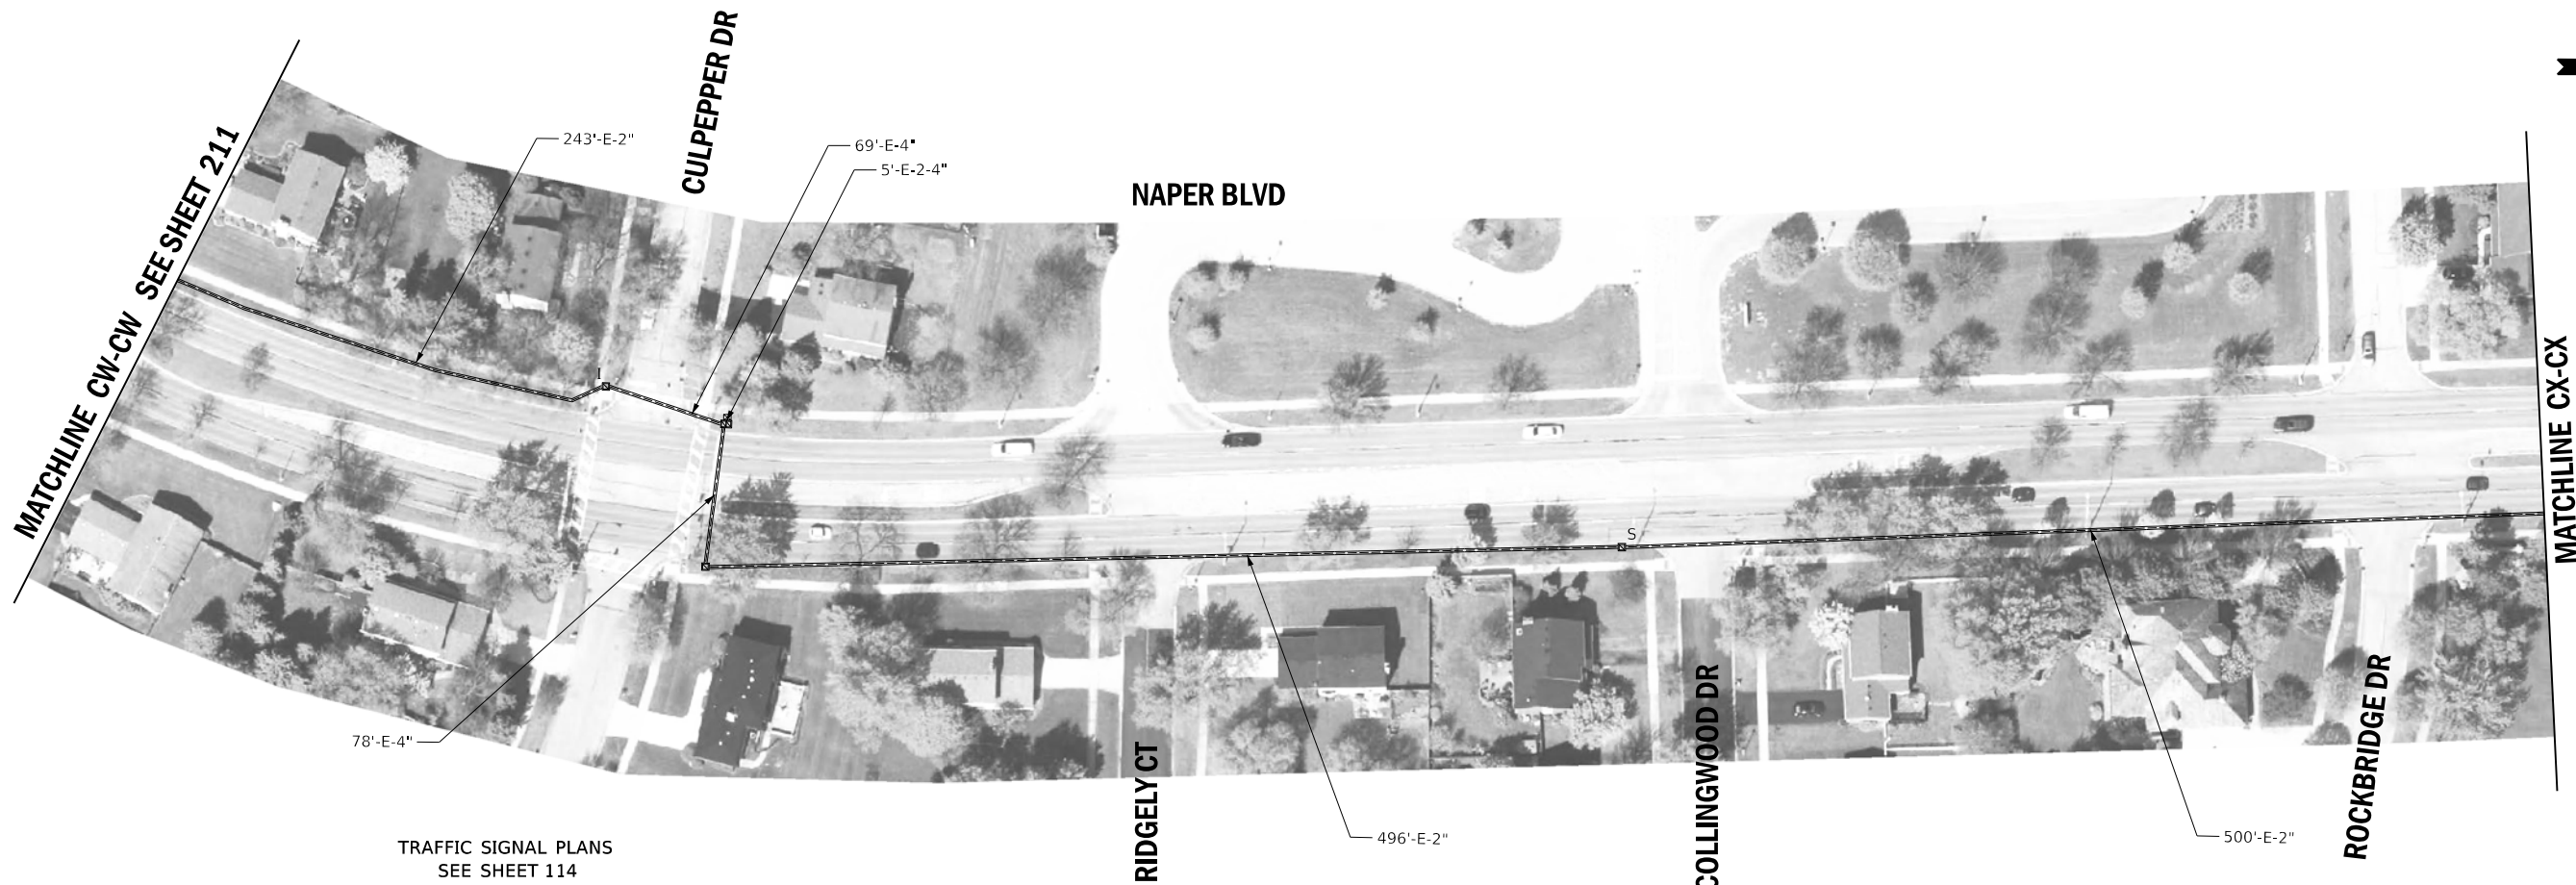 CULPEPPER DR
243'-E-2"
69'-E-4"
5'-E-2-4"
NAPER BLVD
MATCHLINE CW-CW SEE SHEET 211
I
S
MATCHLINE CX-CX
78'-E-4"
RIDGELY CT
496'-E-2"
COLLINGWOOD DR
500'-E-2"
ROCKBRIDGE DR
TRAFFIC SIGNAL PLANS
SEE SHEET 114